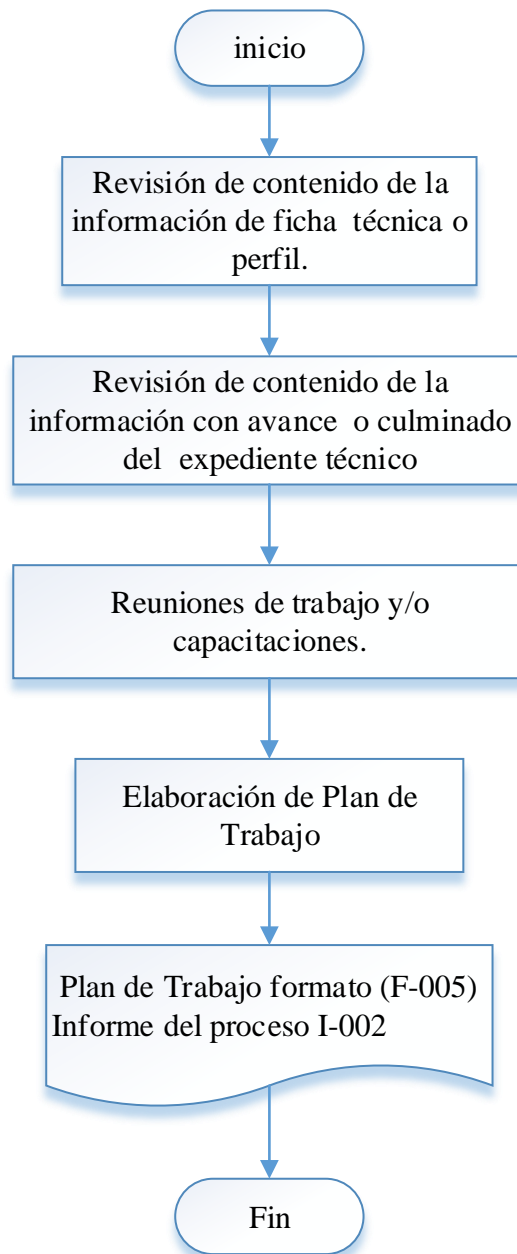 inicio
Revisión de contenido de la
información de ficha técnica o
perfil.
Revisión de contenido de la
información con avance o culminado
del expediente técnico
Reuniones de trabajo y/o
capacitaciones.
Elaboración de Plan de
Trabajo
Plan de Trabajo formato (F-005)
Informe del proceso I-002
Fin